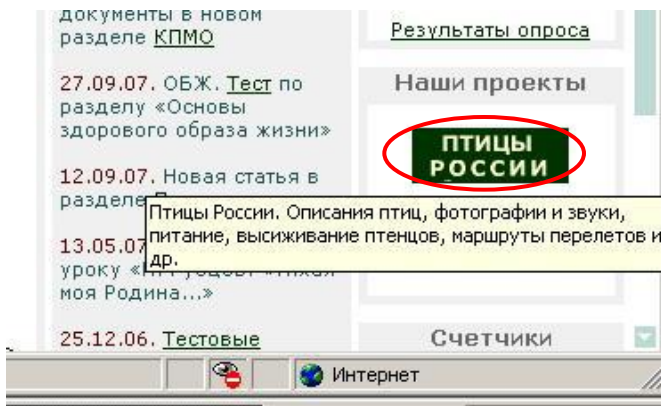 документы в новом
разделе КПМО
27.09.07. ОБЖ. Тест по
разделу «Основы
здорового образа жизни»
12.09.07. Новая статья в
разделе
13.05.07
уроку
моя Родина...»
25.12.06. Тестовые
Результаты опроса
Наши проекты
ПТИЦЫ
РОССИИ
Птицы России. Описания птиц, фотографии и звуки,
питание, высиживание птенцов, маршруты перелетов и
др.
Счетчики
Интернет